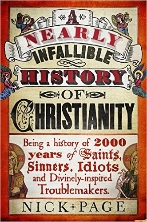 A
NEARLY
INFALLIBLE
HISTORY
OF
CHRISTIANITY
Being a history of 2000
years of Saints,
Sinners, Idiots
and Divinely-inspired
Troublemakers.
NICK PAGE